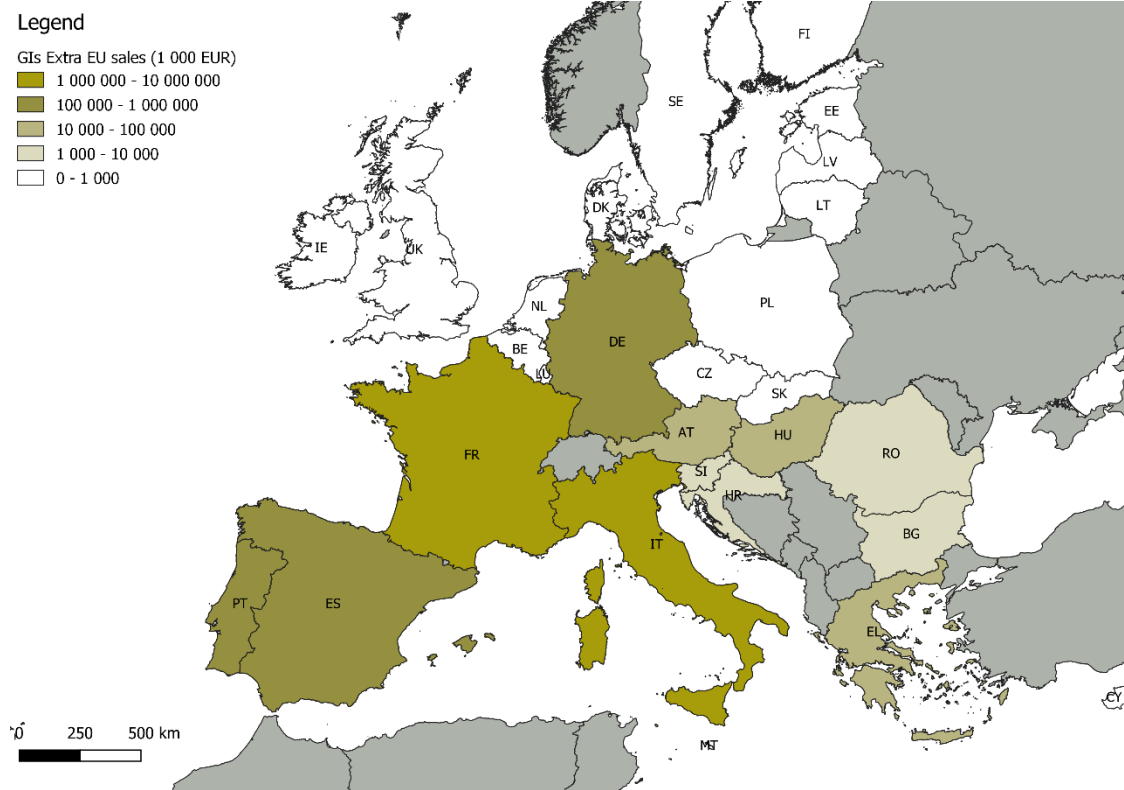 Legend
GIs Extra EU sales (1 000 EUR)
1 000 000 - 10 000 000
100 000 - 1 000 000
10 000 - 100 000
1 000 - 10 000
0 - 1 000
FI
SE
EE
LV
LT
DK
IE
UK
NL
PL
BE
DE
LU
CZ
SK
AT
HU
FR
RO
SI
HR
BG
IT
PT
ES
EL
CY
MT
0 250 500 km